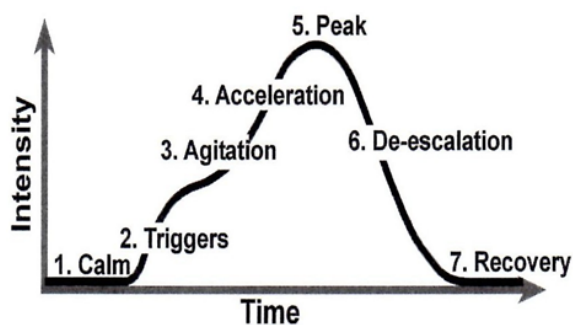 5. Peak
4. Acceleration
3. Agitation
6. De-escalation
2. Triggers
1. Calm
7. Recovery
Intensity
Time